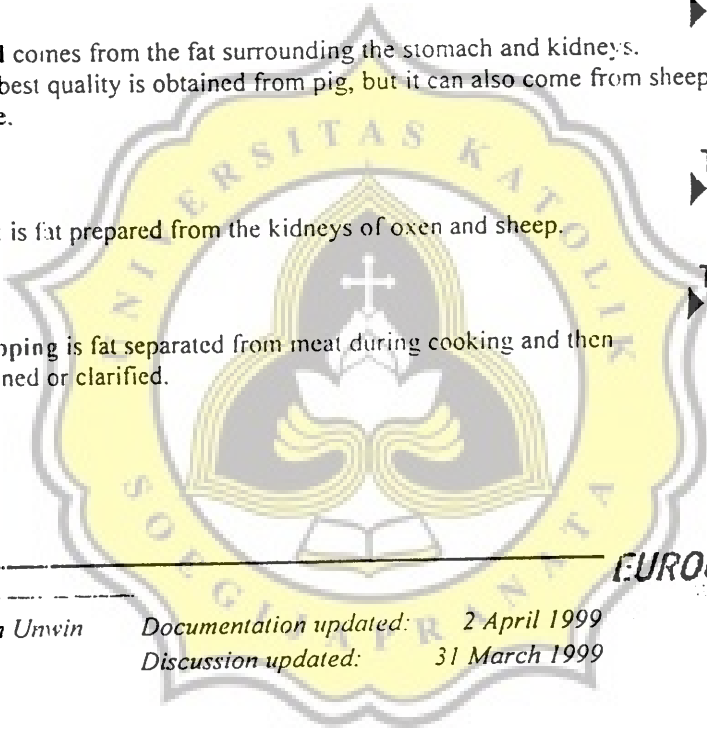 comes from the fat surrounding the stomach and kidneys.
best quality is obtained from pig, but it can also come from sheep
is fat prepared from the kidneys of oxen and sheep.
pping is fat separated from meat during cooking and then
ned or clarified.
EURO
Unwin Documentation updated: 2 April 1999
Discussion updated: 31 March 1999
UNIVERSITAS KATOLIK
SOEGIJAPRANATA